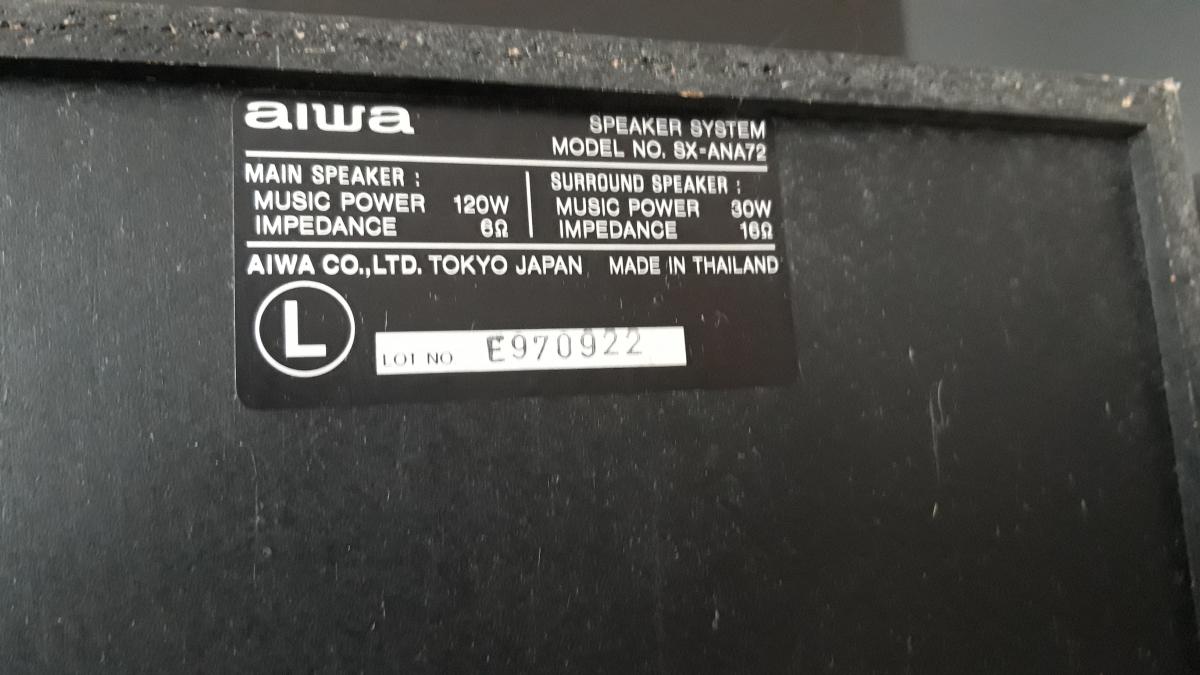 aiwa
SPEAKER SYSTEM
MODEL NO. SX-ANA72
MAIN SPEAKER :
MUSIC POWER 120W
IMPEDANCE 6Ω
SURROUND SPEAKER :
MUSIC POWER 30W
IMPEDANCE 16Ω
AIWA CO.,LTD. TOKYO JAPAN MADE IN THAILAND
L
LOT NO E970922